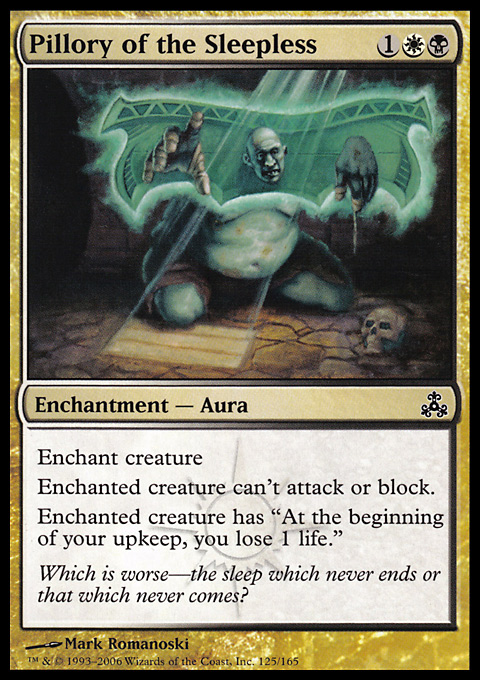 Pillory of the Sleepless 1
Enchantment — Aura
Enchant creature
Enchanted creature can't attack or block.
Enchanted creature has “At the beginning
of your upkeep, you lose 1 life.”
Which is worse—the sleep which never ends or
that which never comes?
Mark Romanoski
™ & © 1993–2006 Wizards of the Coast, Inc. 125/165